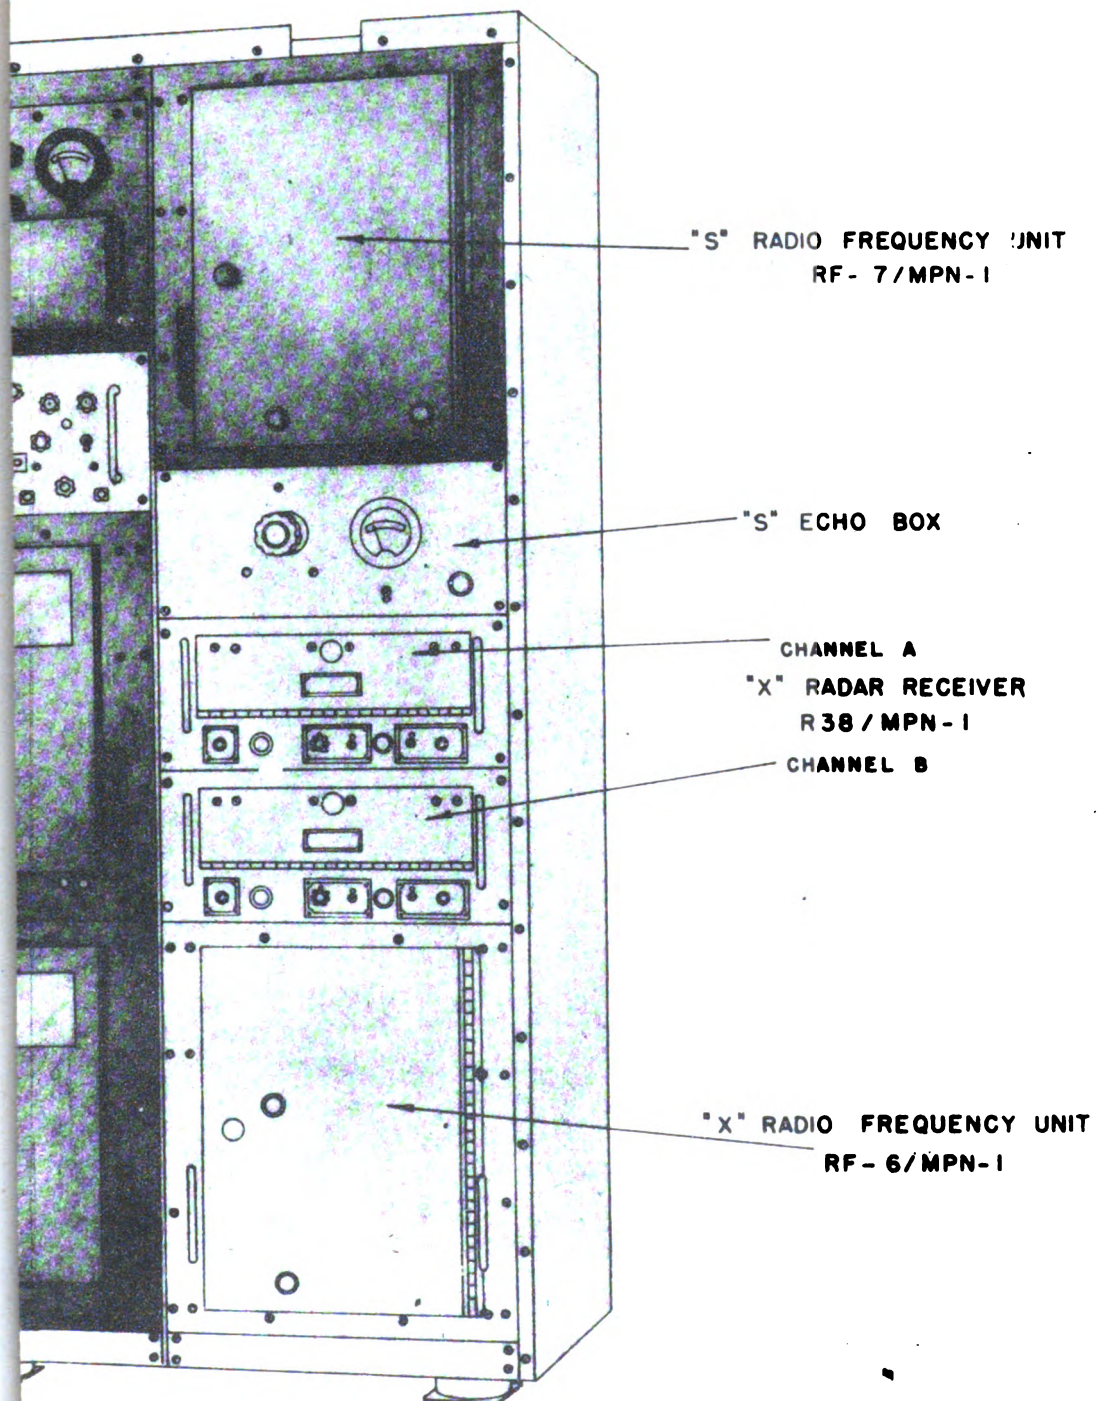 "S" RADIO FREQUENCY UNIT
RF-7/MPN-1
"S" ECHO BOX
CHANNEL A
"X" RADAR RECEIVER
R38/MPN-1
CHANNEL B
"X" RADIO FREQUENCY UNIT
RF-6/MPN-1